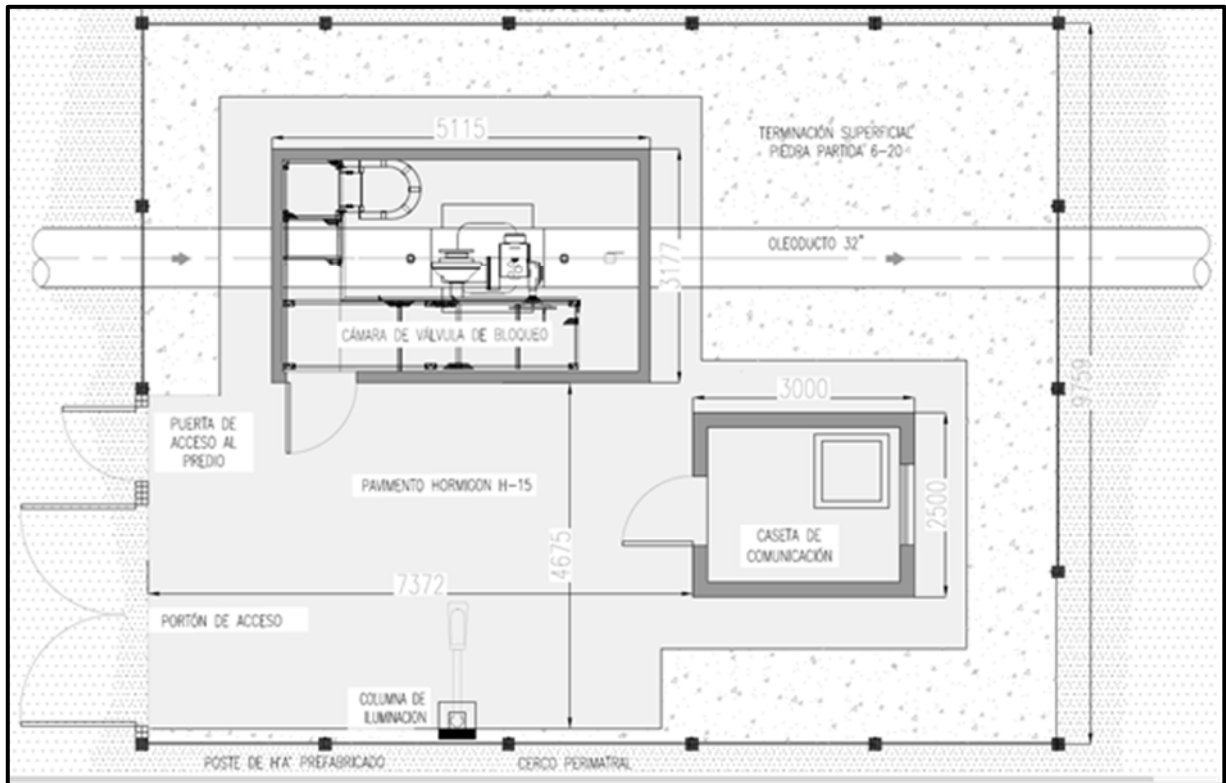 5115
TERMINACIÓN SUPERFICIAL
PIEDRA PARTIDA 6-20
OLEODUCTO 32"
3177
CÁMARA DE VÁLVULA DE BLOQUEO
9759
3000
PUERTA DE
ACCESO AL
PREDIO
PAVIMENTO HORMIGON H-15
2500
CASETA DE
COMUNICACIÓN
4675
7372
PORTÓN DE ACCESO
COLUMNA DE
ILUMINACION
POSTE DE H'A' PREFABRICADO
CERCO PERIMATRAL